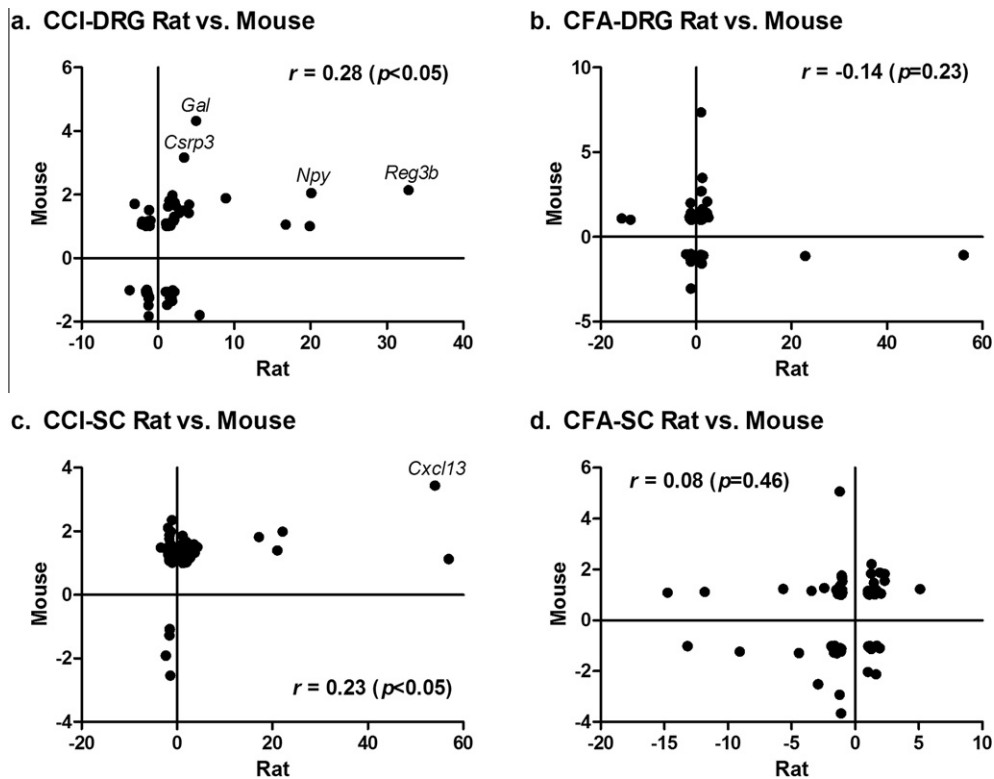 a. CCI-DRG Rat vs. Mouse
r = 0.28 (p<0.05)
6
4
2
0
-2
Mouse
Gal
Csrp3
Npy
Reg3b
-10
0
10
20
30
40
Rat
b. CFA-DRG Rat vs. Mouse
r = -0.14 (p=0.23)
10
5
0
-5
Mouse
-20
0
20
40
60
Rat
c. CCI-SC Rat vs. Mouse
Cxcl13
4
2
0
-2
-4
Mouse
r = 0.23 (p<0.05)
-20
0
20
40
60
Rat
d. CFA-SC Rat vs. Mouse
r = 0.08 (p=0.46)
6
4
2
0
-2
-4
Mouse
-20
-15
-10
-5
0
5
10
Rat